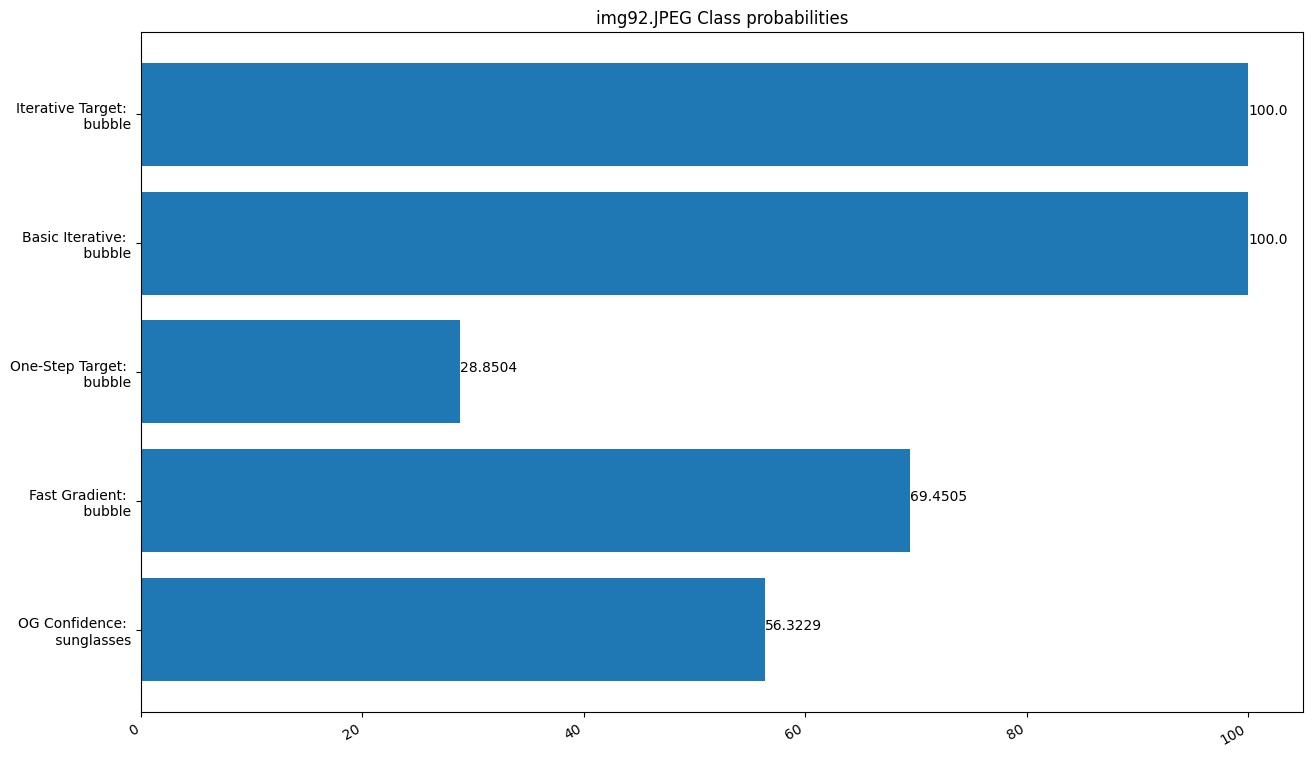 img92.JPEG Class probabilities
Iterative Target:
bubble
100.0
Basic Iterative:
bubble
100.0
One-Step Target:
bubble
28.8504
Fast Gradient:
bubble
69.4505
OG Confidence:
sunglasses
56.3229
0
20
40
60
80
100